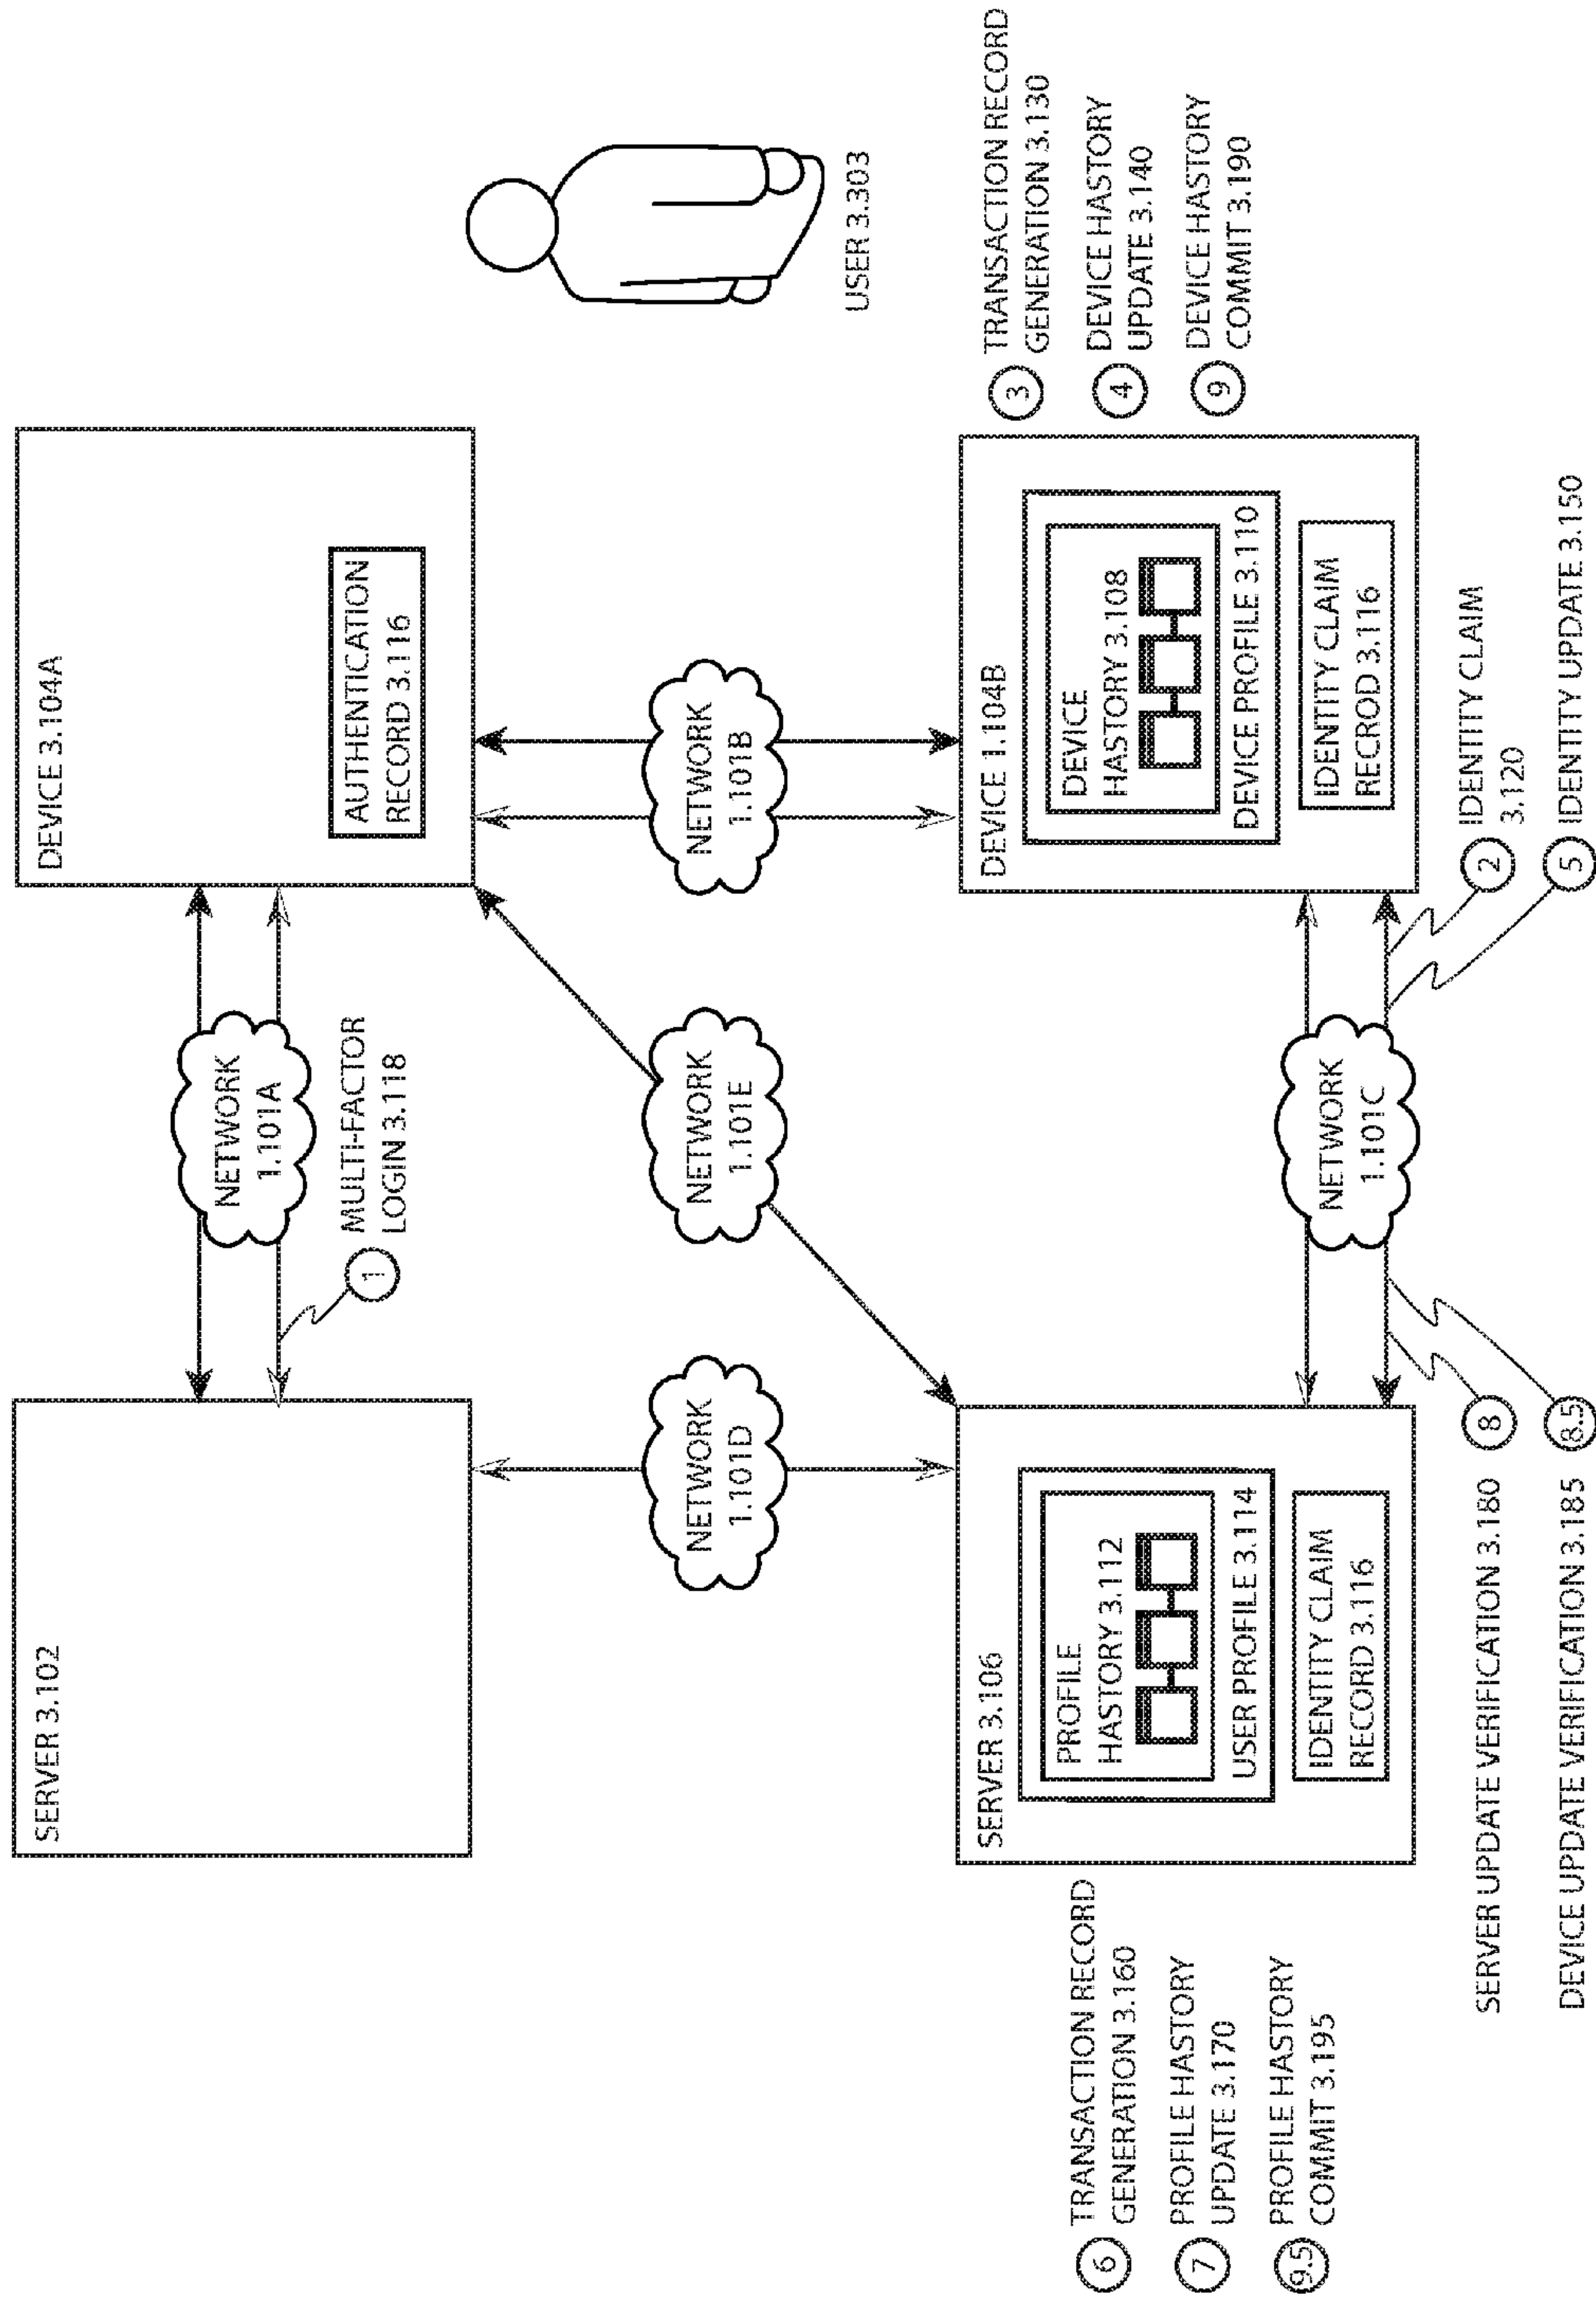 SERVER 3.102
DEVICE 3.104A
AUTHENTICATION
RECORD 3.116
NETWORK
1.101A
1
MULTI-FACTOR
LOGIN 3.118
USER 3.303
NETWORK
1.101D
NETWORK
1.101E
NETWORK
1.101B
6
TRANSACTION RECORD
GENERATION 3.160
7
PROFILE HASTORY
UPDATE 3.170
9.5
PROFILE HASTORY
COMMIT 3.195
SERVER 3.106
PROFILE
HASTORY 3.112
USER PROFILE 3.114
IDENTITY CLAIM
RECORD 3.116
NETWORK
1.101C
DEVICE 1.104B
DEVICE
HASTORY 3.108
DEVICE PROFILE 3.110
IDENTITY CLAIM
RECROD 3.116
3
TRANSACTION RECORD
GENERATION 3.130
4
DEVICE HASTORY
UPDATE 3.140
9
DEVICE HASTORY
COMMIT 3.190
SERVER UPDATE VERIFICATION 3.180
8
DEVICE UPDATE VERIFICATION 3.185
8.5
2
IDENTITY CLAIM
3.120
5
IDENTITY UPDATE 3.150